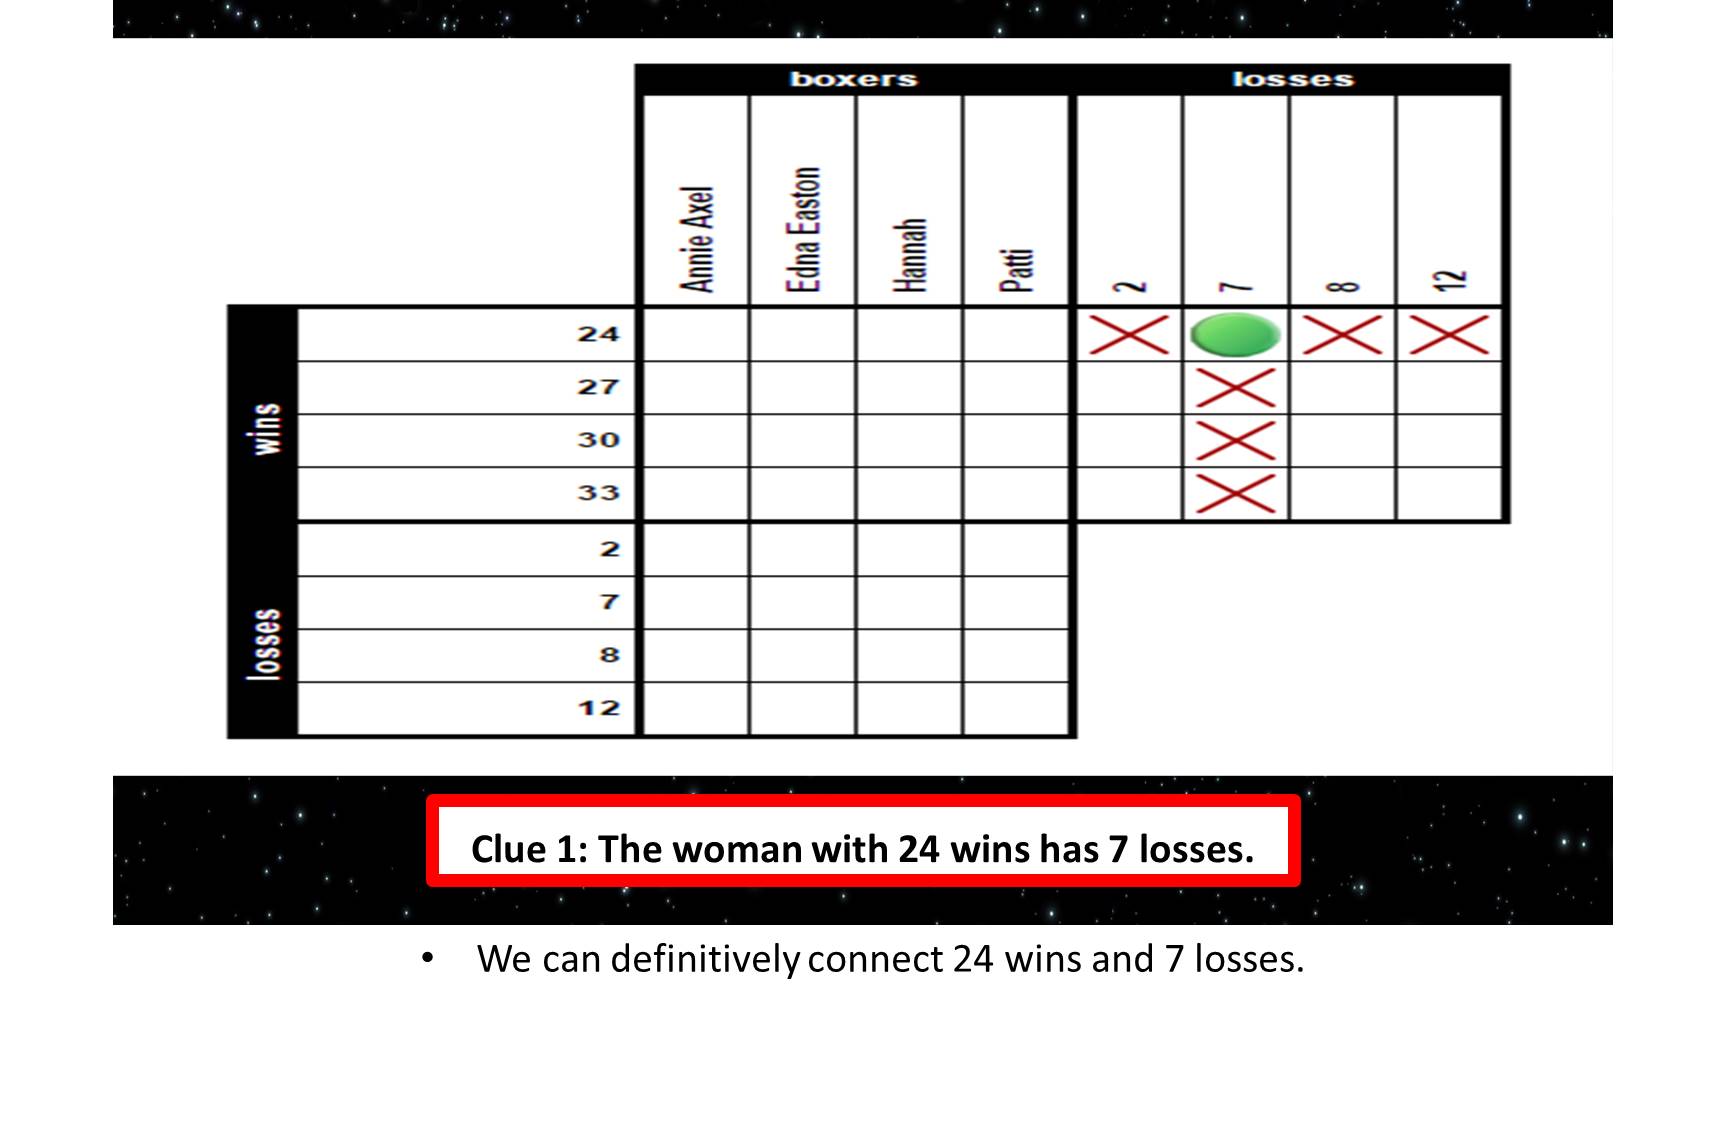 boxers losses
Annie Axel Edna Easton Hannah Patti 2 7 8 12
wins
24
27
30
33
losses
2
7
8
12
Clue 1: The woman with 24 wins has 7 losses.
• We can definitively connect 24 wins and 7 losses.